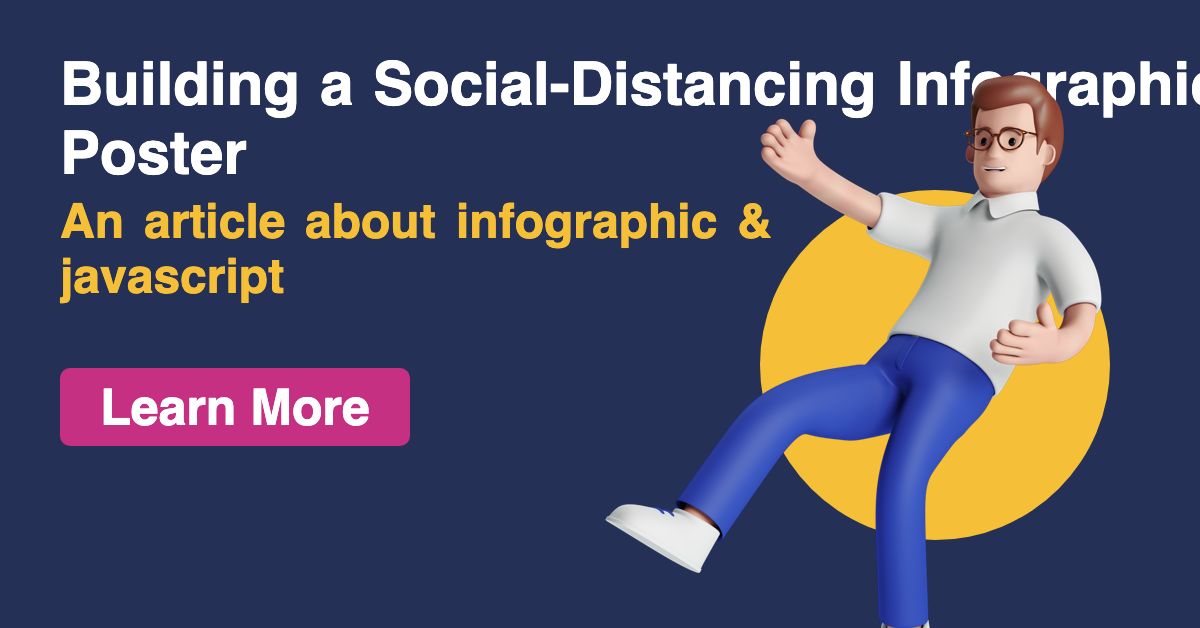 Building a Social-Distancing Infographic
Poster
An article about infographic &
javascript
Learn More